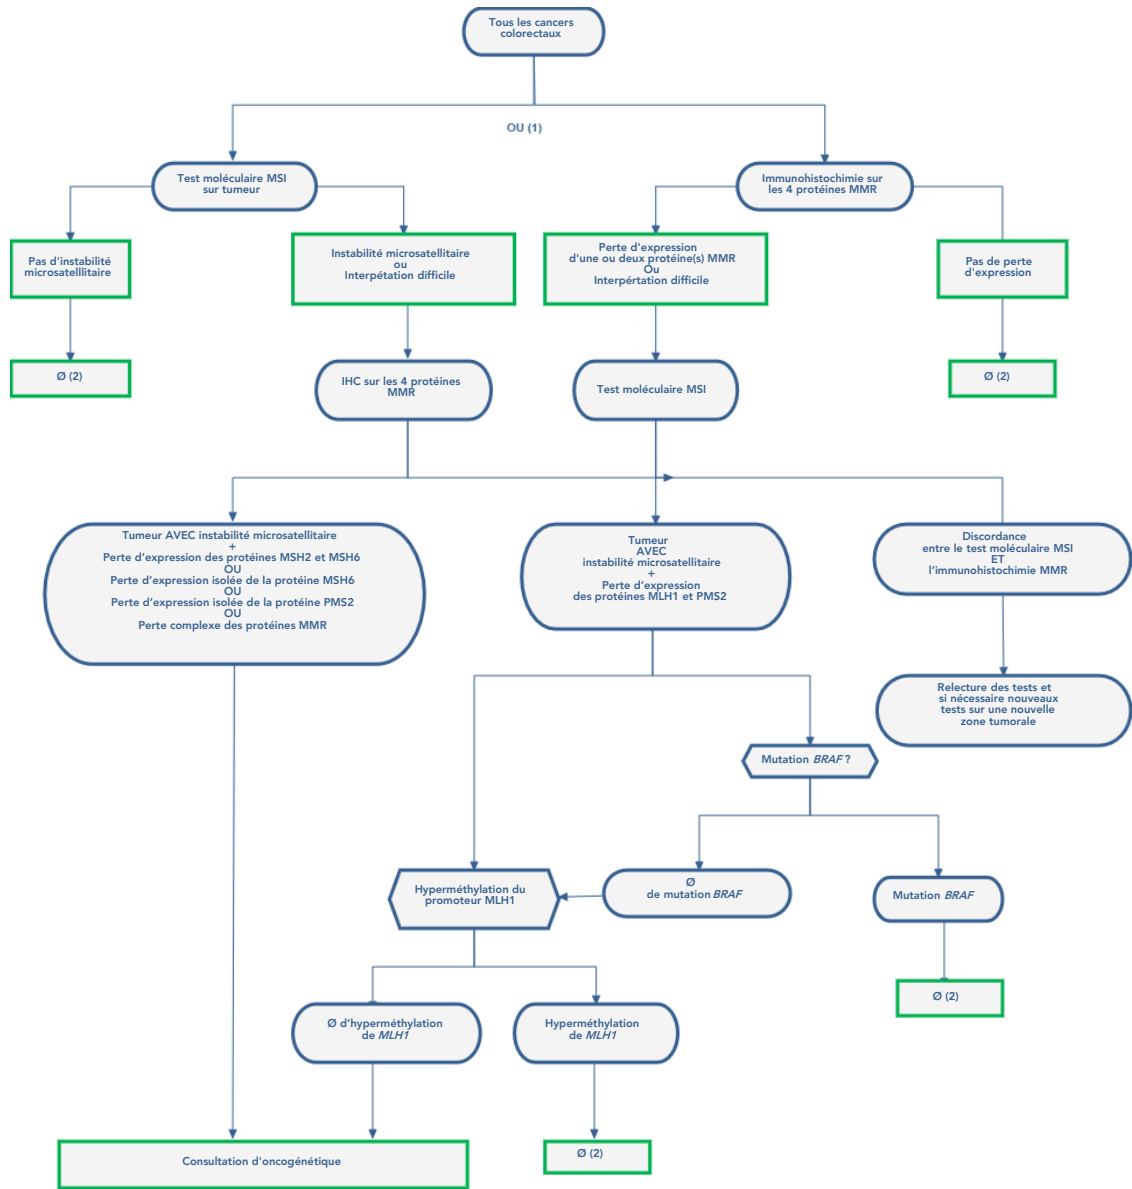 Tous les cancers
colorectaux
OU (1)
Test moléculaire MSI
sur tumeur
Immunohistochimie sur
les 4 protéines MMR
Pas d'instabilité
microsatelllitaire
Instabilité microsatellitaire
ou
Interpétation difficile
Perte d'expression
d'une ou deux protéine(s) MMR
Ou
Interpértation difficile
Pas de perte
d'expression
Ø (2)
IHC sur les 4 protéines
MMR
Test moléculaire MSI
Ø (2)
Tumeur AVEC instabilité microsatellitaire
+
Perte d’expression des protéines MSH2 et MSH6
OU
Perte d’expression isolée de la protéine MSH6
OU
Perte d’expression isolée de la protéine PMS2
OU
Perte complexe des protéines MMR
Tumeur
AVEC
instabilité microsatellitaire
+
Perte d’expression
des protéines MLH1 et PMS2
Discordance
entre le test moléculaire MSI
ET
l’immunohistochimie MMR
Relecture des tests et
si nécessaire nouveaux
tests sur une nouvelle
zone tumorale
Mutation BRAF ?
Hyperméthylation du
promoteur MLH1
Ø
de mutation BRAF
Mutation BRAF
Ø (2)
Ø d’hyperméthylation
de MLH1
Hyperméthylation
de MLH1
Consultation d'oncogénétique
Ø (2)